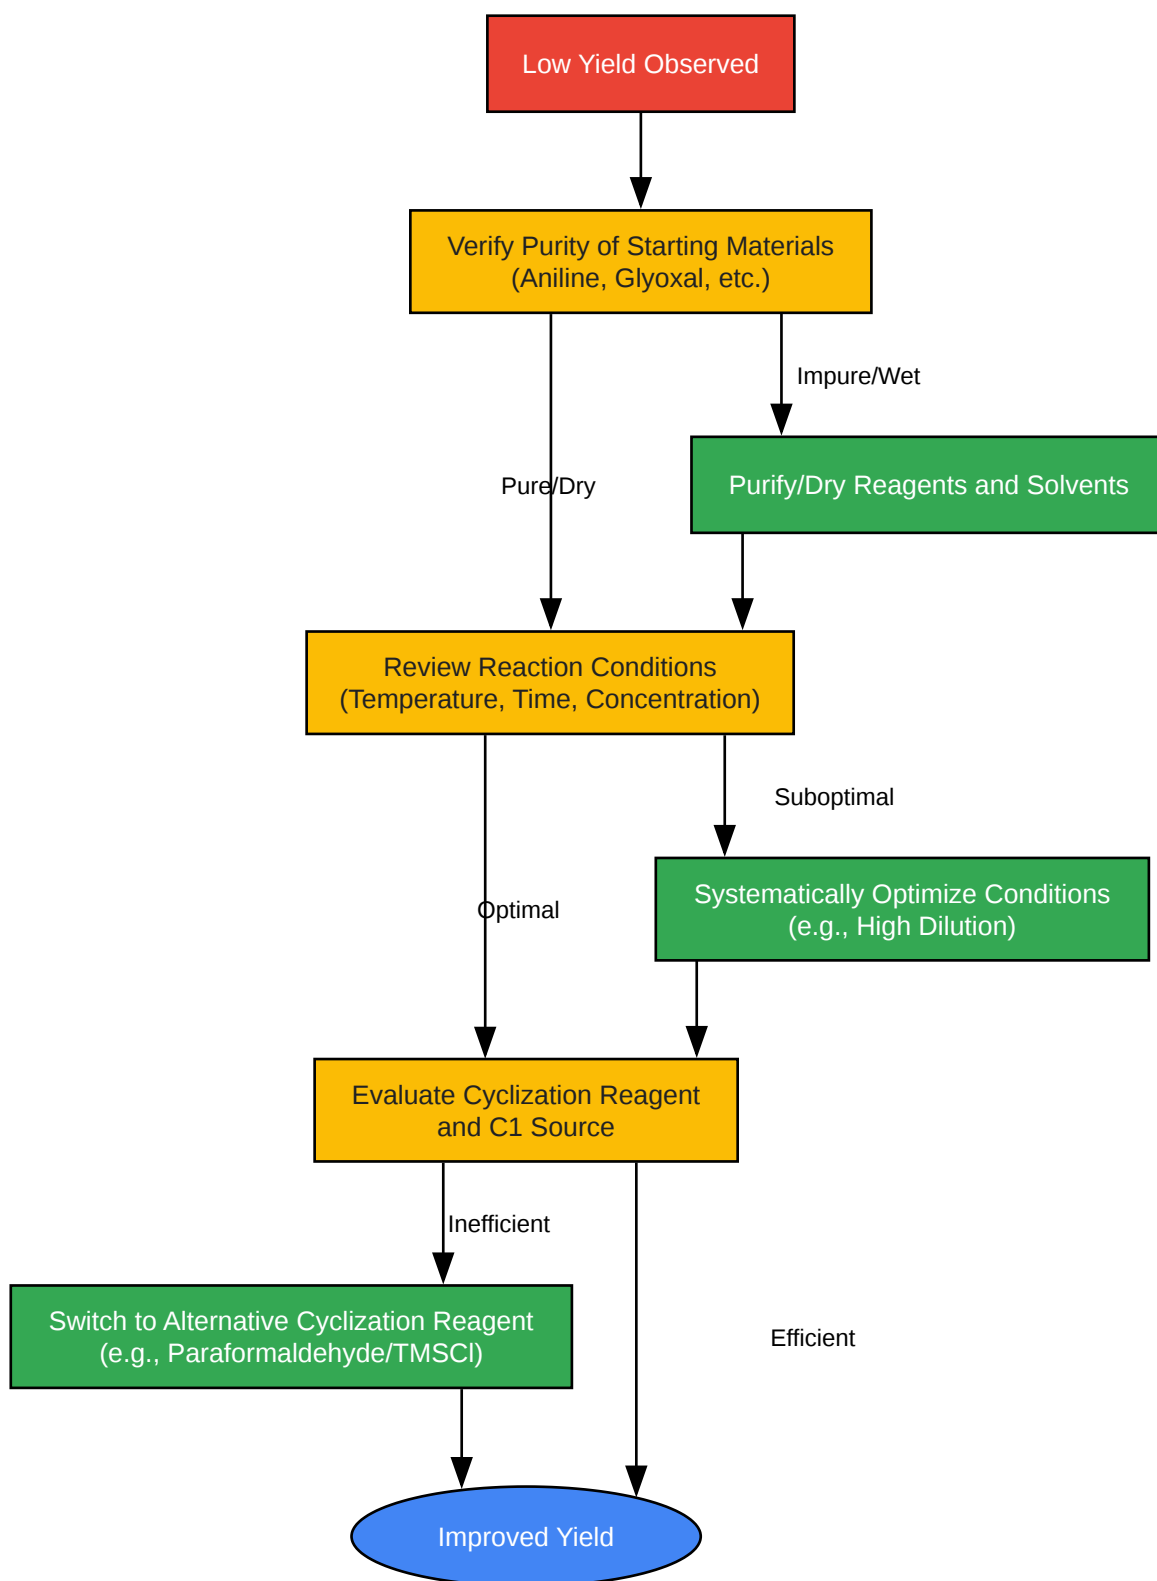 Low Yield Observed
Verify Purity of Starting Materials
(Aniline, Glyoxal, etc.)
Impure/Wet
Pure/Dry
Purify/Dry Reagents and Solvents
Review Reaction Conditions
(Temperature, Time, Concentration)
Suboptimal
Optimal
Systematically Optimize Conditions
(e.g., High Dilution)
Evaluate Cyclization Reagent
and C1 Source
Inefficient
Switch to Alternative Cyclization Reagent
(e.g., Paraformaldehyde/TMSCl)
Efficient
Improved Yield